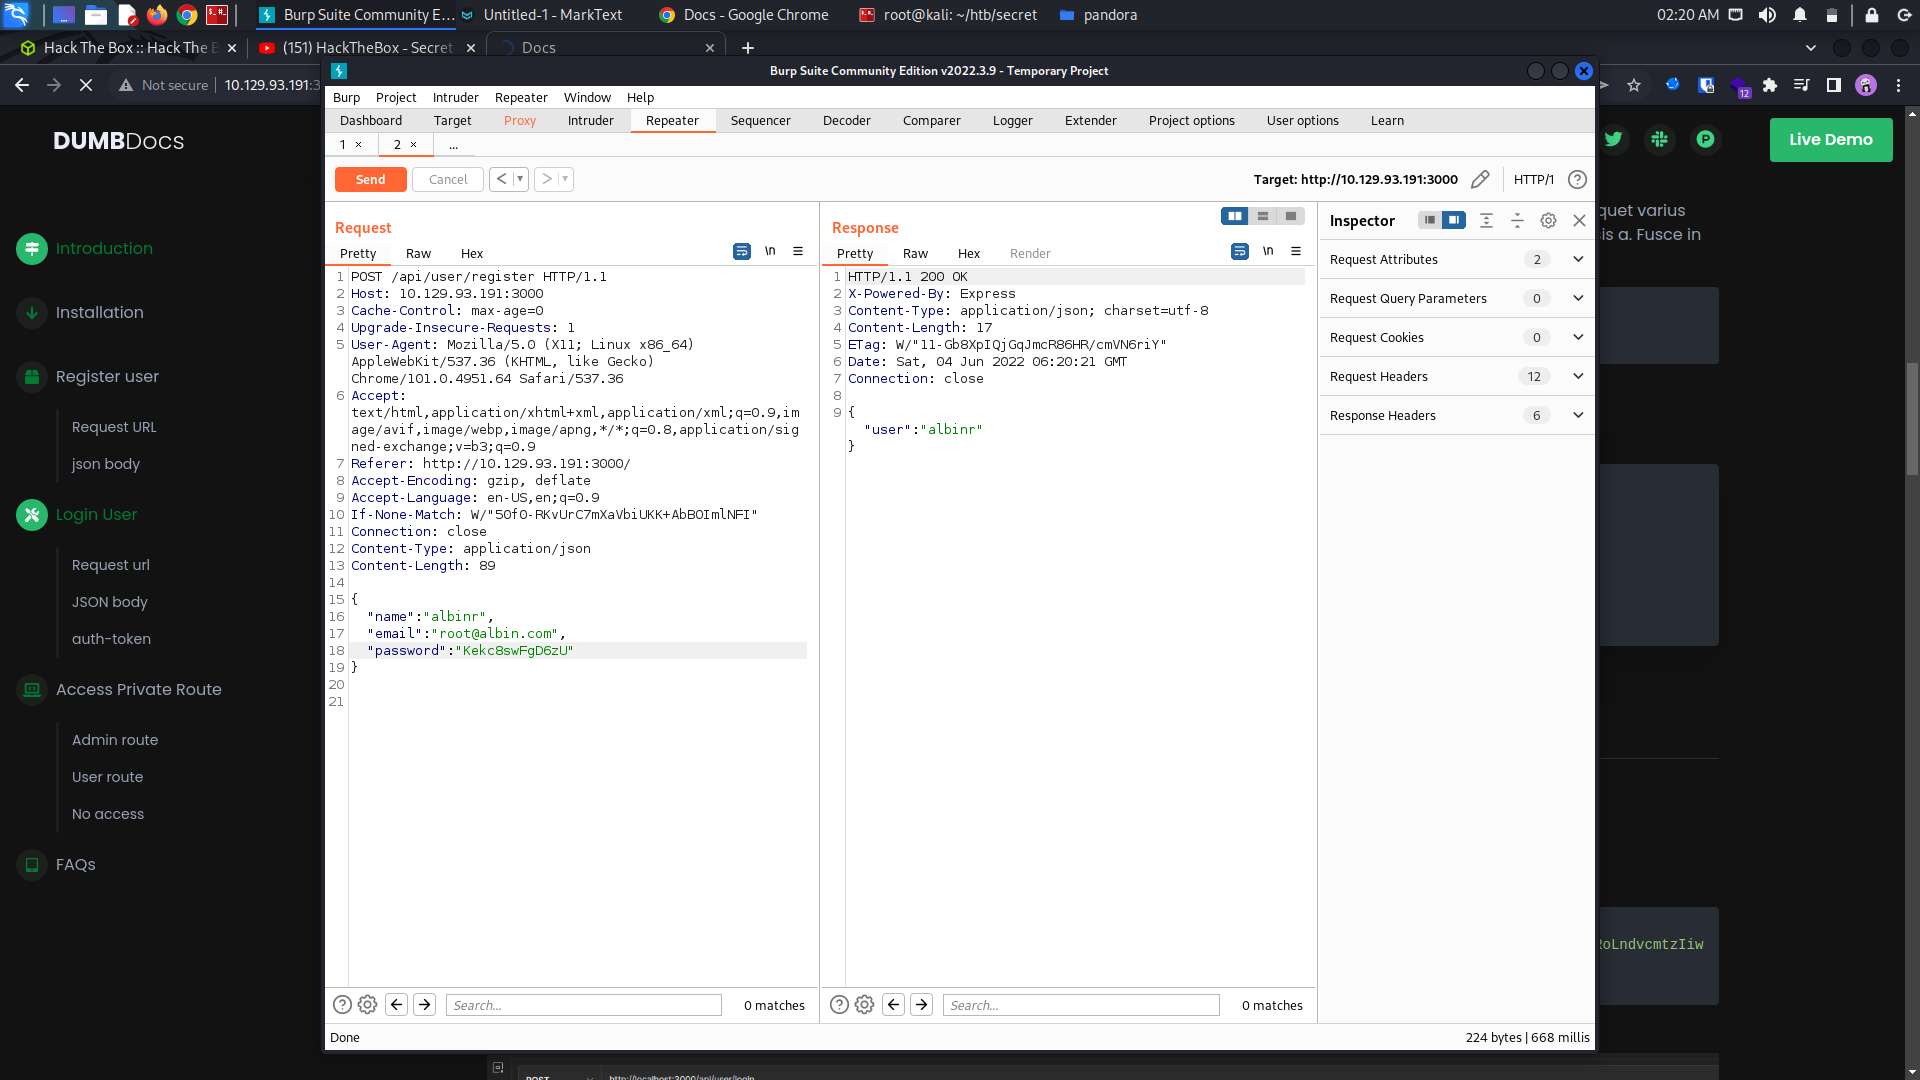 Burp Suite Community E...
Untitled-1 - MarkText
Docs - Google Chrome
root@kali: ~/htb/secret
pandora
02:20 AM
Hack The Box :: Hack The B
(151) HackTheBox - Secret
Docs
Not secure
10.129.93.191:3
12
Burp Suite Community Edition v2022.3.9 - Temporary Project
Burp Project Intruder Repeater Window Help
Dashboard Target Proxy Intruder Repeater Sequencer Decoder Comparer Logger Extender Project options User options Learn
1 × 2 × ...
Send Cancel < >
Target: http://10.129.93.191:3000
HTTP/1
DUMBDocs
Introduction
Installation
Register user
Request URL
json body
Login User
Request url
JSON body
auth-token
Access Private Route
Admin route
User route
No access
FAQs
Request
Pretty Raw Hex
\n
1 POST /api/user/register HTTP/1.1
2 Host: 10.129.93.191:3000
3 Cache-Control: max-age=0
4 Upgrade-Insecure-Requests: 1
5 User-Agent: Mozilla/5.0 (X11; Linux x86_64)
AppleWebKit/537.36 (KHTML, like Gecko)
Chrome/101.0.4951.64 Safari/537.36
6 Accept:
text/html,application/xhtml+xml,application/xml;q=0.9,im
age/avif,image/webp,image/apng,*/*;q=0.8,application/sig
ned-exchange;v=b3;q=0.9
7 Referer: http://10.129.93.191:3000/
8 Accept-Encoding: gzip, deflate
9 Accept-Language: en-US,en;q=0.9
10 If-None-Match: W/"50f0-RKvUrC7mXaVbiUKK+AbBOImlNFI"
11 Connection: close
12 Content-Type: application/json
13 Content-Length: 89
14
15 {
16 "name":"albinr",
17 "email":"root@albin.com",
18 "password":"Kekc8swFgD6zU"
19 }
20
21
Search...
0 matches
Response
Pretty Raw Hex Render
\n
1 HTTP/1.1 200 OK
2 X-Powered-By: Express
3 Content-Type: application/json; charset=utf-8
4 Content-Length: 17
5 ETag: W/"11-Gb8XpIQjGqJmcR86HR/cmVN6riY"
6 Date: Sat, 04 Jun 2022 06:20:21 GMT
7 Connection: close
8
9 {
"user":"albinr"
}
Search...
0 matches
Inspector
Request Attributes 2
Request Query Parameters 0
Request Cookies 0
Request Headers 12
Response Headers 6
Done
224 bytes | 668 millis
Live Demo
quet varius
sis a. Fusce in
RoLndvcmtzIiw
POST
http://localhost:3000/api/user/login